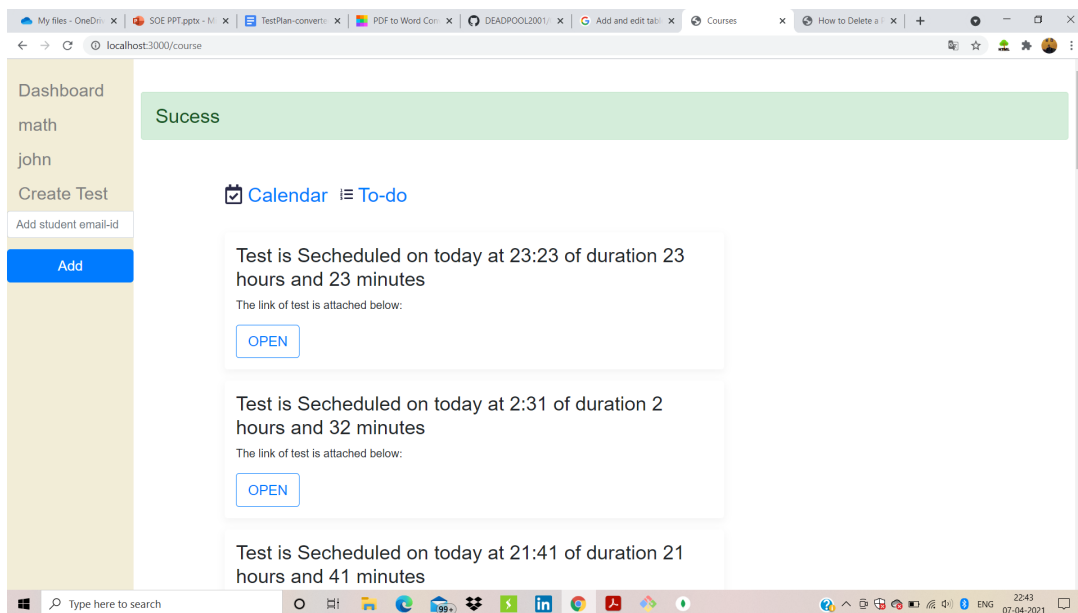 My files - OneDriv
SOE PPT.pptx - M
TestPlan-converte
PDF to Word Con
DEADPOOL2001/
Add and edit tabl
Courses
How to Delete a
localhost:3000/course
Dashboard
math
john
Create Test
Add student email-id
Add
Sucess
Calendar To-do
Test is Secheduled on today at 23:23 of duration 23
hours and 23 minutes
The link of test is attached below:
OPEN
Test is Secheduled on today at 2:31 of duration 2
hours and 32 minutes
The link of test is attached below:
OPEN
Test is Secheduled on today at 21:41 of duration 21
hours and 41 minutes
Type here to search
99+
ENG
22:43
07-04-2021